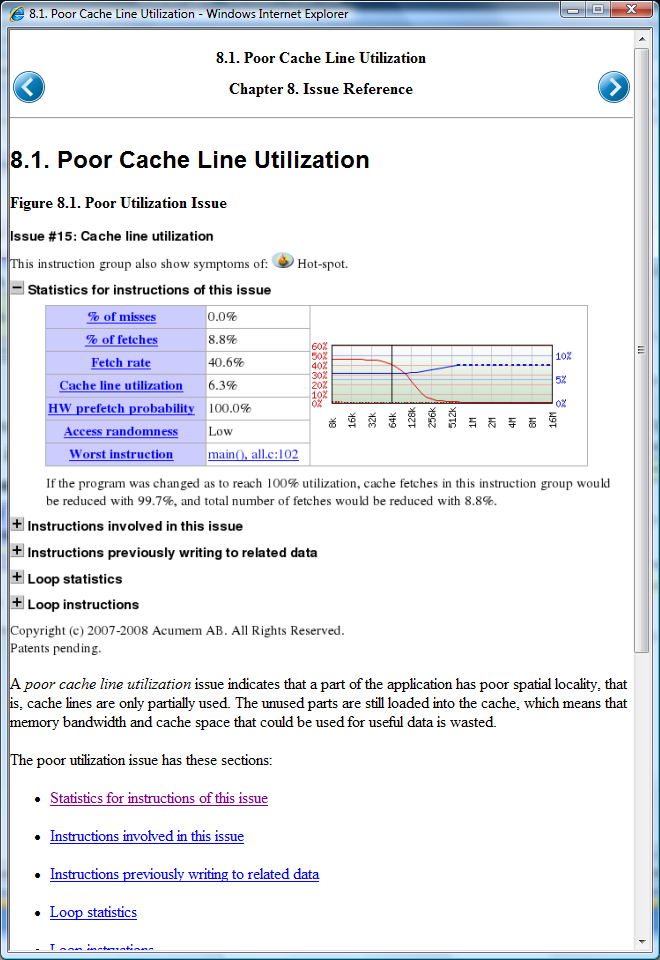 8.1. Poor Cache Line Utilization - Windows Internet Explorer
8.1. Poor Cache Line Utilization
Chapter 8. Issue Reference
8.1. Poor Cache Line Utilization
Figure 8.1. Poor Utilization Issue
Issue #15: Cache line utilization
This instruction group also show symptoms of: Hot-spot.
Statistics for instructions of this issue
% of misses 0.0%
% of fetches 8.8%
Fetch rate 40.6%
Cache line utilization 6.3%
HW prefetch probability 100.0%
Access randomness Low
Worst instruction main(), all.c:102
60%
50%
40%
30%
20%
10%
0%
10%
5%
0%
8k 16k 32k 64k 128k 256k 512k 1M 2M 4M 8M 16M
If the program was changed as to reach 100% utilization, cache fetches in this instruction group would
be reduced with 99.7%, and total number of fetches would be reduced with 8.8%.
Instructions involved in this issue
Instructions previously writing to related data
Loop statistics
Loop instructions
Copyright (c) 2007-2008 Acumem AB. All Rights Reserved.
Patents pending.
A poor cache line utilization issue indicates that a part of the application has poor spatial locality, that
is, cache lines are only partially used. The unused parts are still loaded into the cache, which means that
memory bandwidth and cache space that could be used for useful data is wasted.
The poor utilization issue has these sections:
Statistics for instructions of this issue
Instructions involved in this issue
Instructions previously writing to related data
Loop statistics
Loop instructions